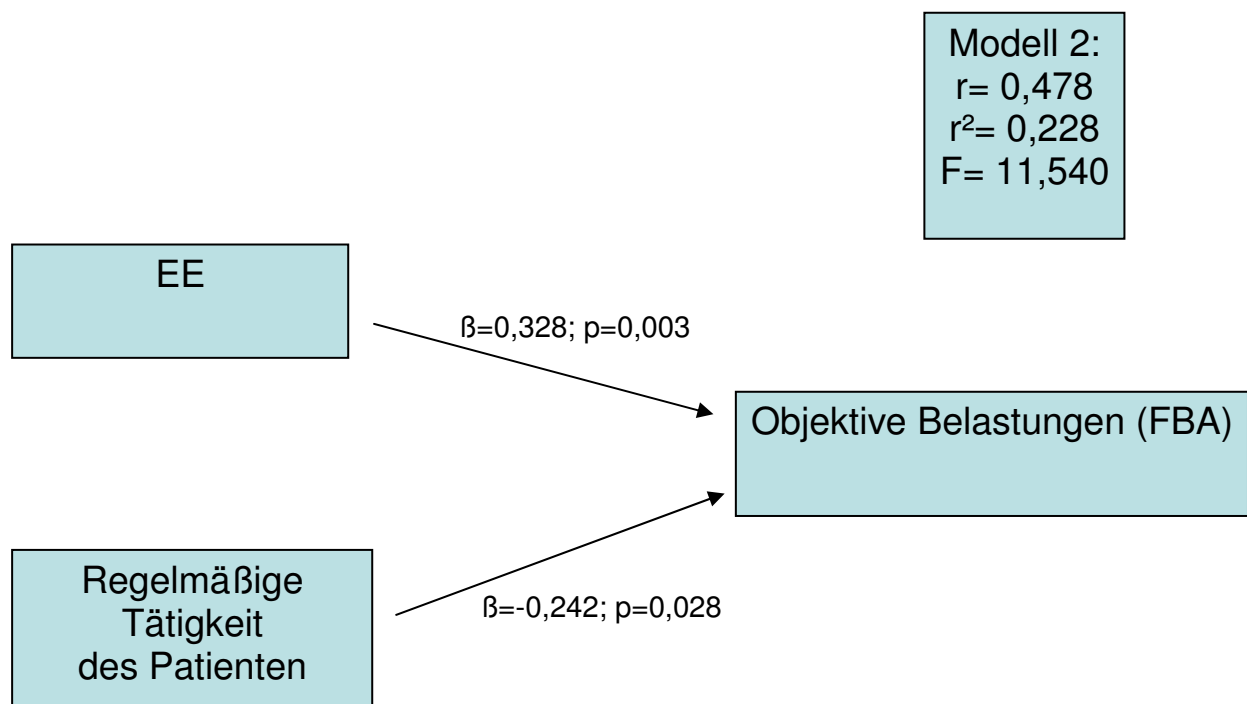 Modell 2:
r= 0,478
r²= 0,228
F= 11,540
EE
ß=0,328; p=0,003
Objektive Belastungen (FBA)
Regelmäßige
Tätigkeit
des Patienten
ß=-0,242; p=0,028